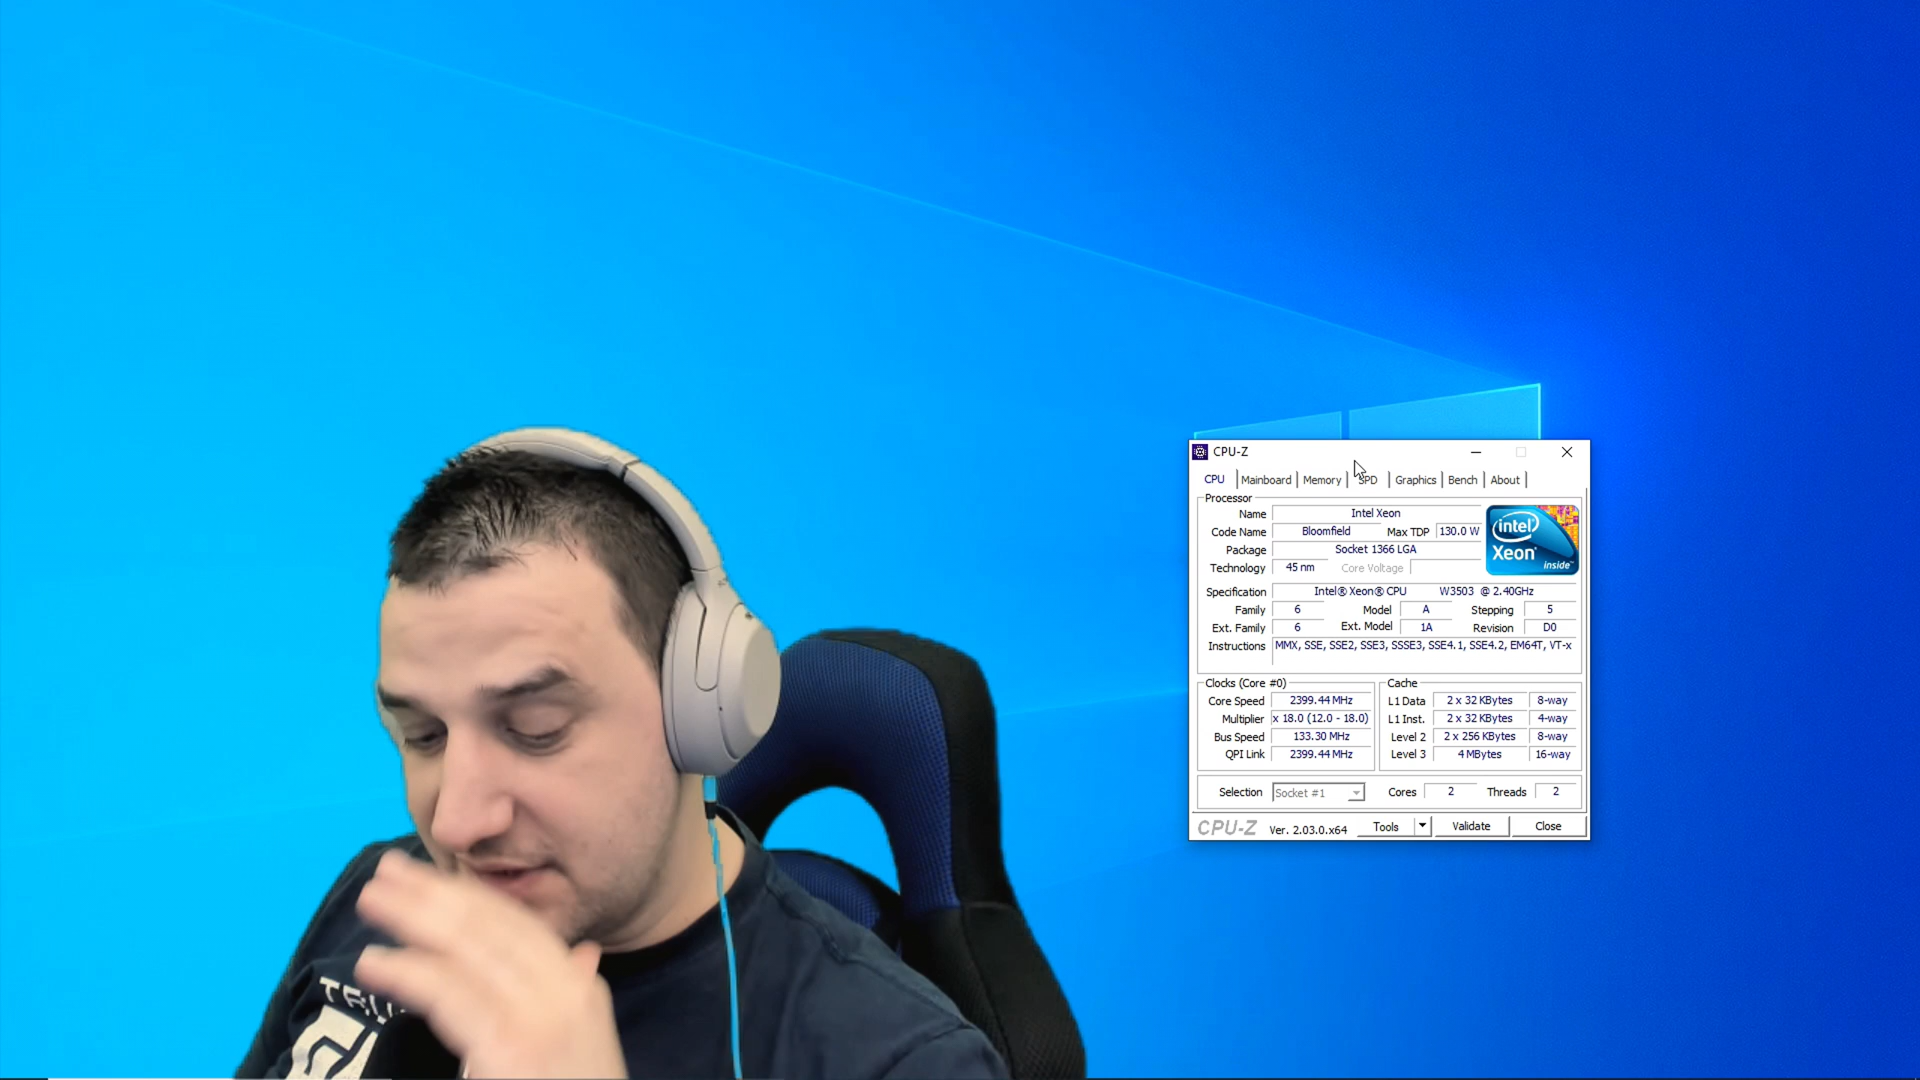 CPU-Z
CPU Mainboard Memory SPD Graphics Bench About
Processor
Name Intel Xeon
Code Name Bloomfield Max TDP 130.0 W
Package Socket 1366 LGA
Technology 45 nm Core Voltage
intel Xeon inside™
Specification Intel® Xeon® CPU W3503 @ 2.40GHz
Family 6 Model A Stepping 5
Ext. Family 6 Ext. Model 1A Revision D0
Instructions MMX, SSE, SSE2, SSE3, SSSE3, SSE4.1, SSE4.2, EM64T, VT-x
Clocks (Core #0)
Core Speed 2399.44 MHz
Multiplier x 18.0 (12.0 - 18.0)
Bus Speed 133.30 MHz
QPI Link 2399.44 MHz
Cache
L1 Data 2 x 32 KBytes 8-way
L1 Inst. 2 x 32 KBytes 4-way
Level 2 2 x 256 KBytes 8-way
Level 3 4 MBytes 16-way
Selection Socket #1 Cores 2 Threads 2
CPU-Z Ver. 2.03.0.x64 Tools Validate Close